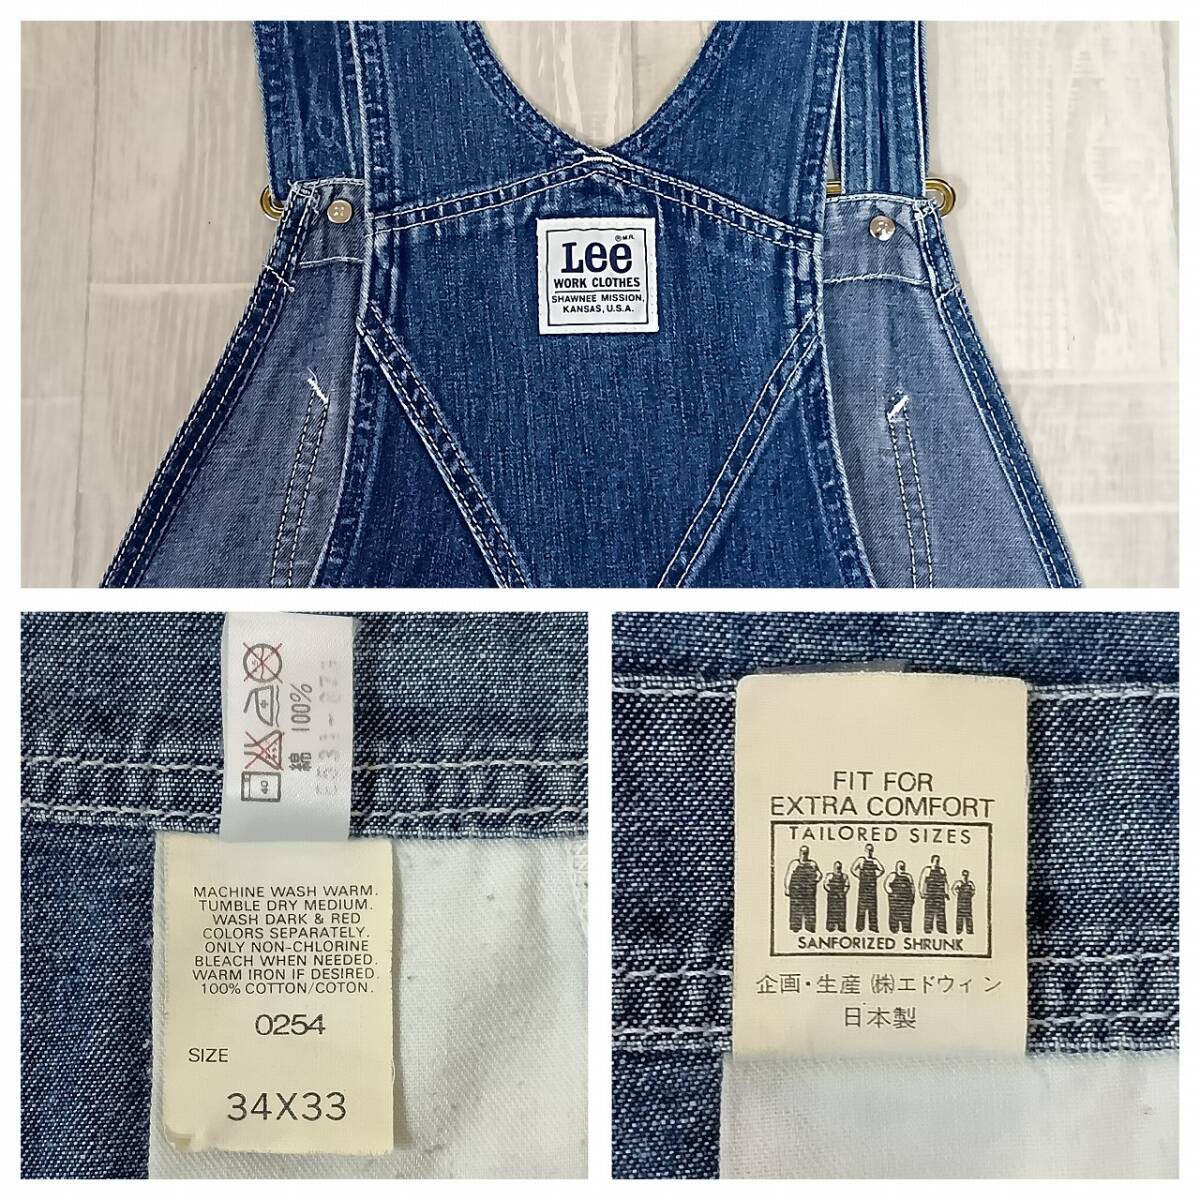 Lee
® M.R.
WORK CLOTHES
SHAWNEE MISSION,
KANSAS, U.S.A.
綿 100%
40
MACHINE WASH WARM.
TUMBLE DRY MEDIUM.
WASH DARK & RED
COLORS SEPARATELY.
ONLY NON-CHLORINE
BLEACH WHEN NEEDED.
WARM IRON IF DESIRED.
100% COTTON/COTON.
0254
SIZE
34X33
FIT FOR
EXTRA COMFORT
TAILORED SIZES
SANFORIZED SHRUNK
企画・生産 ㈱エドウィン
日本製